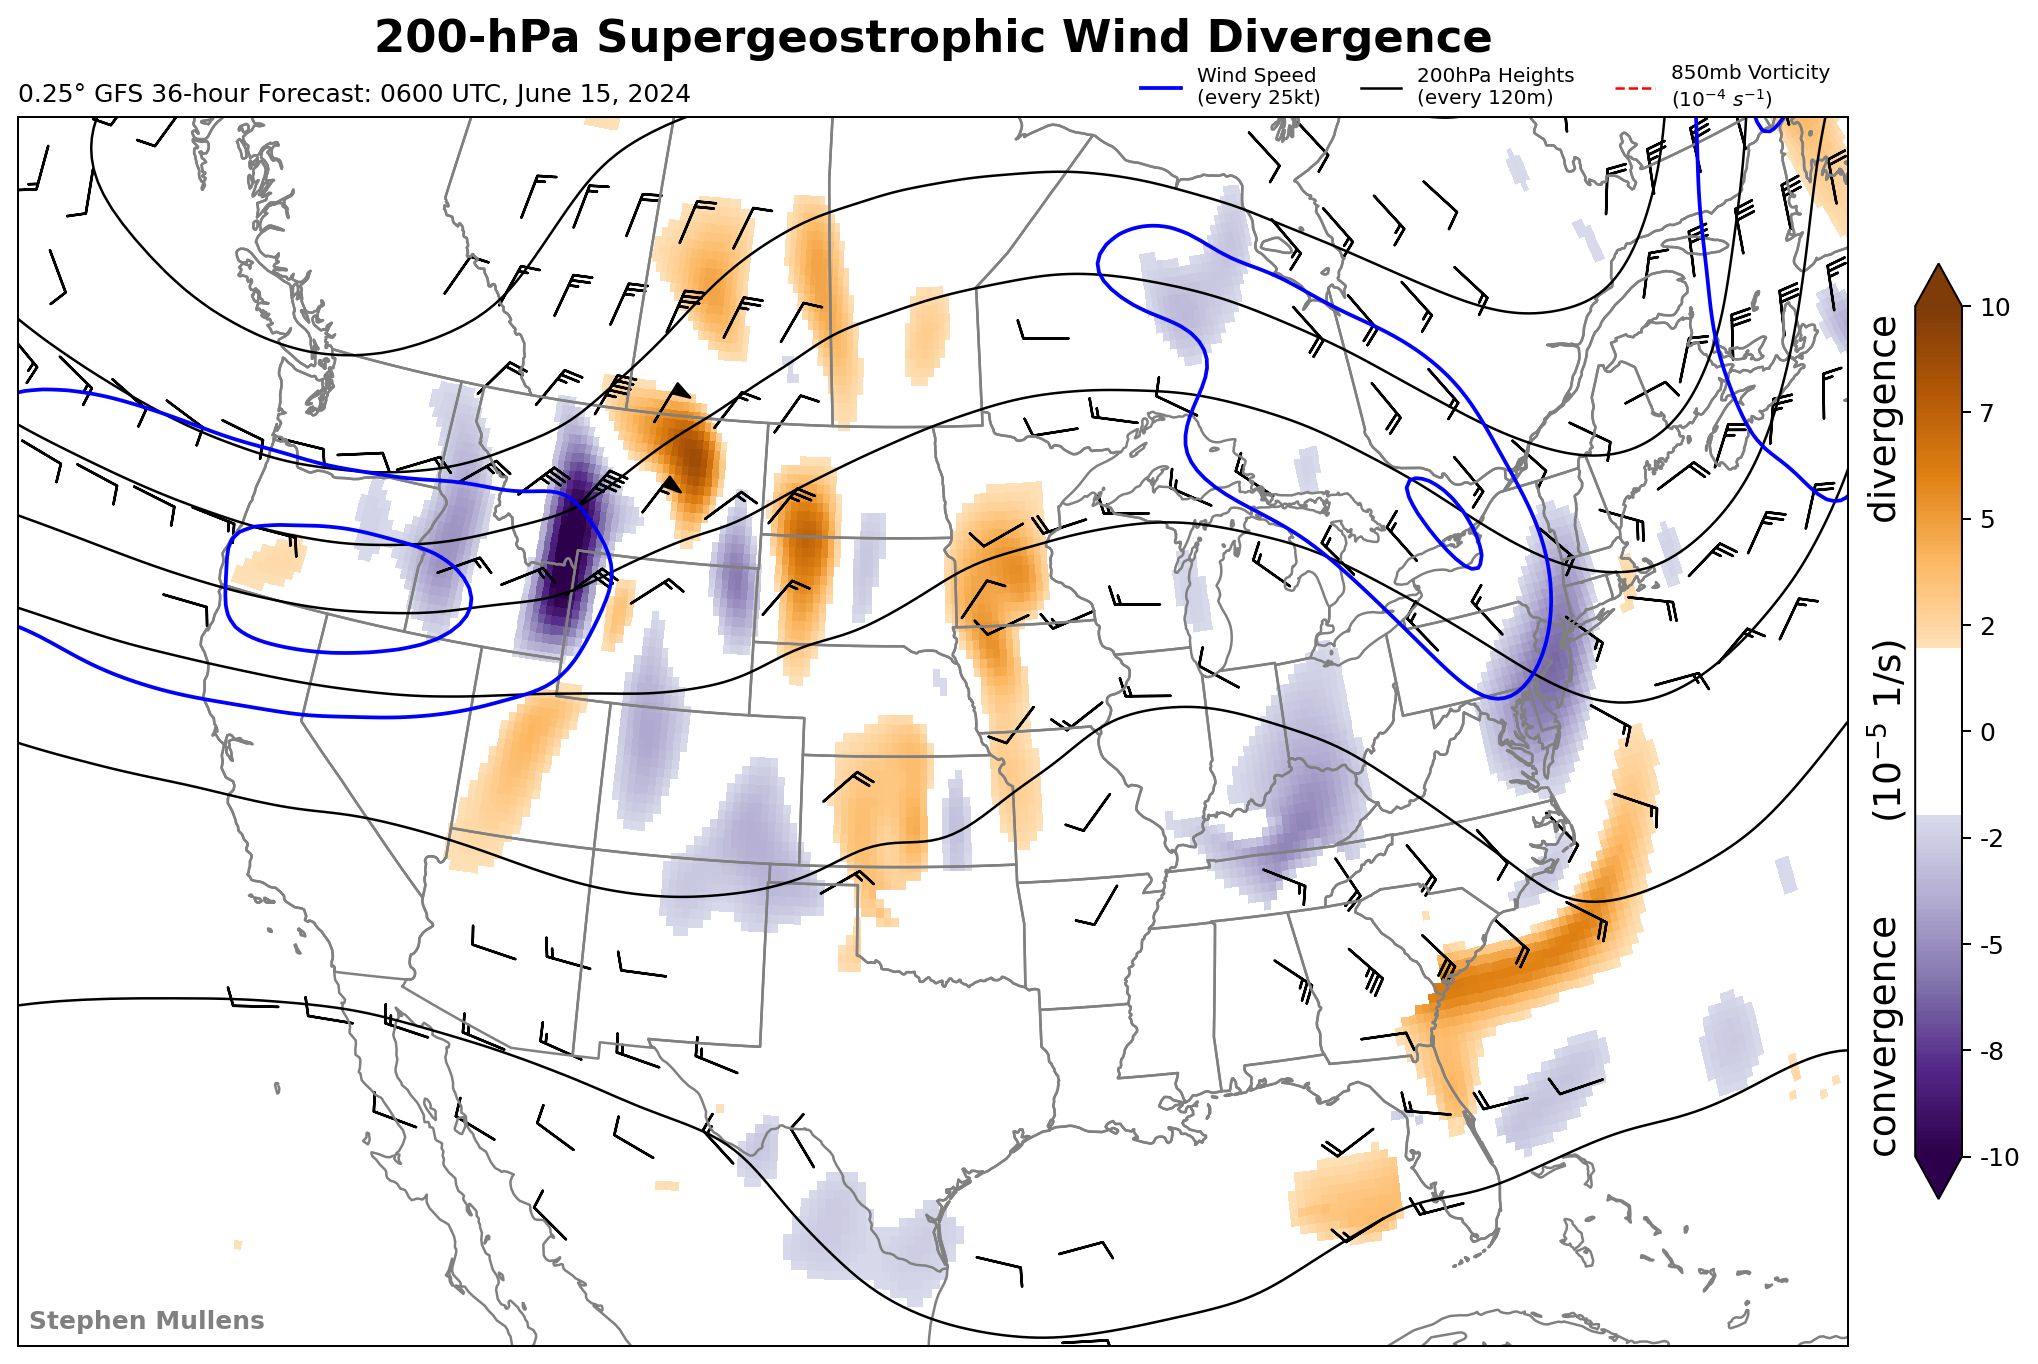 200-hPa Supergeostrophic Wind Divergence
0.25° GFS 36-hour Forecast: 0600 UTC, June 15, 2024
Wind Speed
(every 25kt)
200hPa Heights
(every 120m)
850mb Vorticity
(10⁻⁴ s⁻¹)
10
7
5
2
0
-2
-5
-8
-10
convergence (10⁻⁵ 1/s) divergence
Stephen Mullens